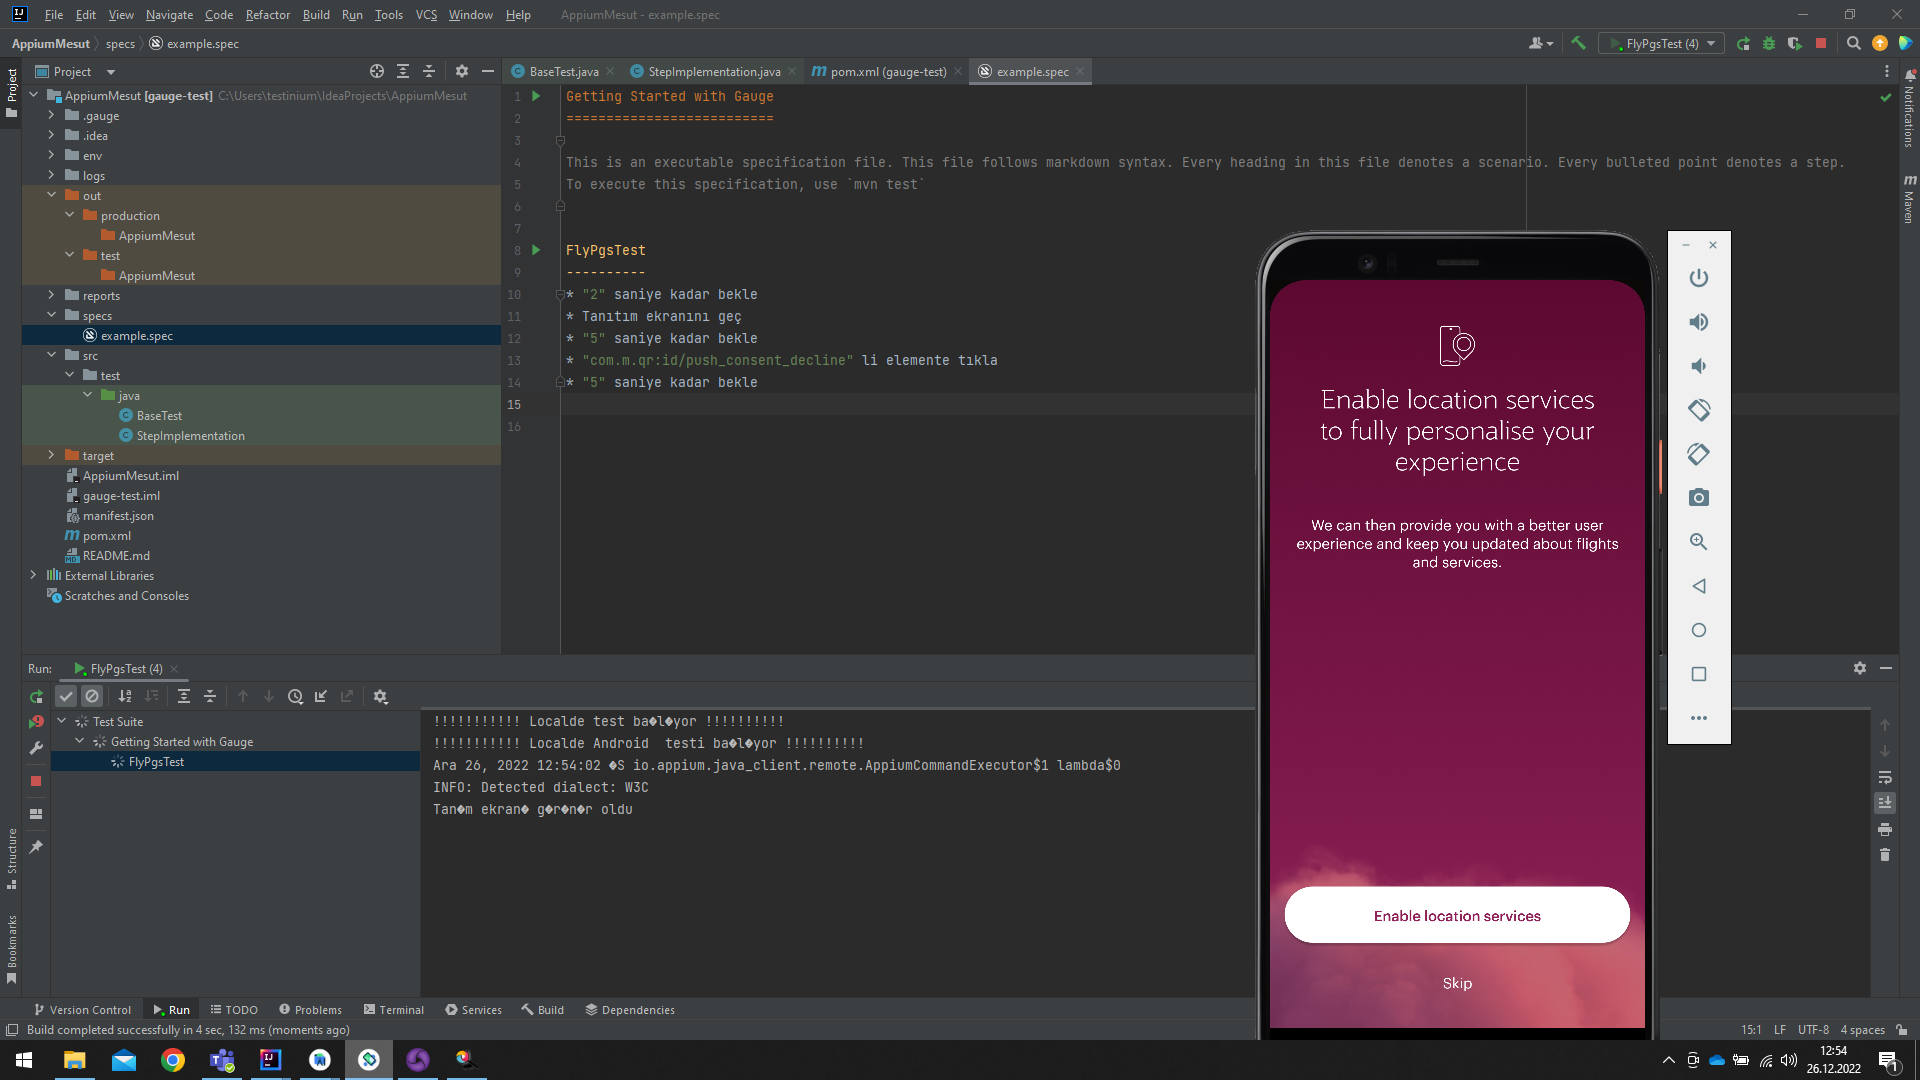 File Edit View Navigate Code Refactor Build Run Tools VCS Window Help AppiumMesut - example.spec
AppiumMesut specs example.spec
FlyPgsTest (4)
Project
BaseTest.java StepImplementation.java pom.xml (gauge-test) example.spec
Project
AppiumMesut [gauge-test] C:\Users\testinium\IdeaProjects\AppiumMesut
.gauge
.idea
env
logs
out
production
AppiumMesut
test
AppiumMesut
reports
specs
example.spec
src
test
java
BaseTest
StepImplementation
target
AppiumMesut.iml
gauge-test.iml
manifest.json
pom.xml
README.md
External Libraries
Scratches and Consoles
1 Getting Started with Gauge
2 ==========================
3
4 This is an executable specification file. This file follows markdown syntax. Every heading in this file denotes a scenario. Every bulleted point denotes a step.
5 To execute this specification, use `mvn test`
6
7
8 FlyPgsTest
9 ----------
10 * "2" saniye kadar bekle
11 * Tanıtım ekranını geç
12 * "5" saniye kadar bekle
13 * "com.m.qr:id/push_consent_decline" li elemente tıkla
14 * "5" saniye kadar bekle
15
16
Notifications
Maven
Enable location services
to fully personalise your
experience
We can then provide you with a better user
experience and keep you updated about flights
and services.
Enable location services
Skip
Run: FlyPgsTest (4)
Test Suite
Getting Started with Gauge
FlyPgsTest
!!!!!!!!!!! Localde test ba�l�yor !!!!!!!!!!
!!!!!!!!!!! Localde Android  testi ba�l�yor !!!!!!!!!!
Ara 26, 2022 12:54:02 �S io.appium.java_client.remote.AppiumCommandExecutor$1 lambda$0
INFO: Detected dialect: W3C
Tan�m ekran� g�r�n�r oldu
Structure
Bookmarks
Version Control Run TODO Problems Terminal Services Build Dependencies
Build completed successfully in 4 sec, 132 ms (moments ago)
15:1 LF UTF-8 4 spaces
12:54
26.12.2022
1